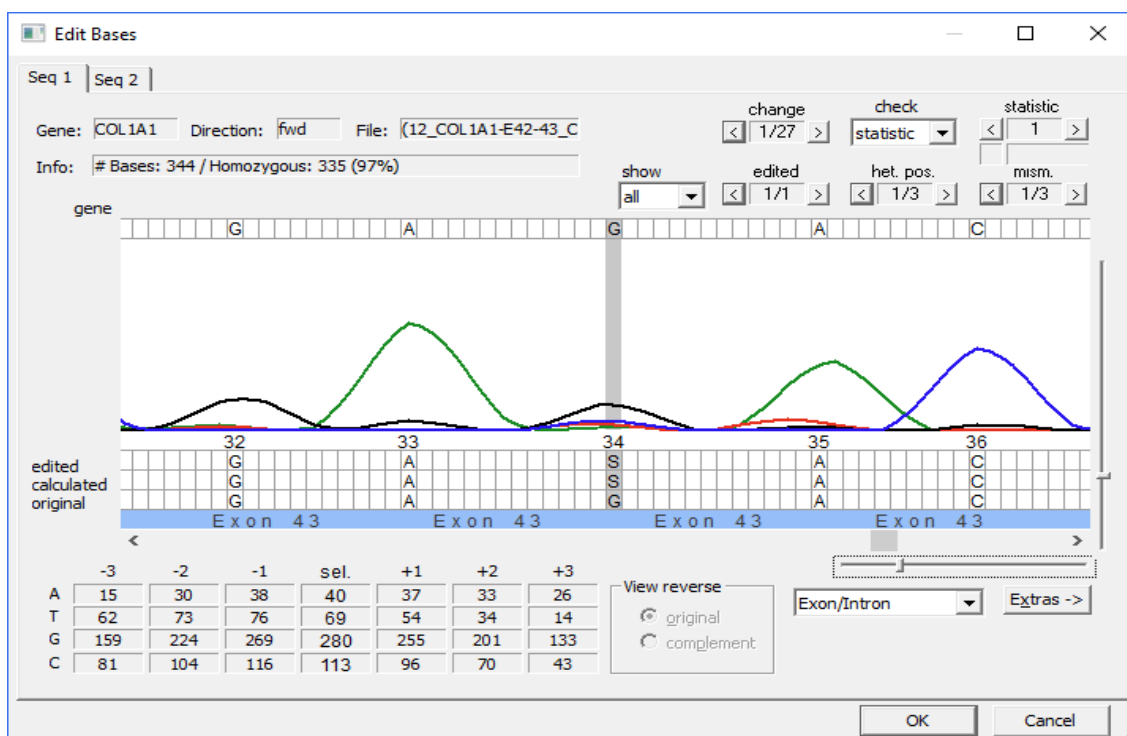 Edit Bases
Seq 1 Seq 2
change check statistic
Gene: COL1A1 Direction: fwd File: (12_COL1A1-E42-43_C < 1/27 > statistic < 1 >
Info: # Bases: 344 / Homozygous: 335 (97%)
show edited het. pos. mism.
all < 1/1 > < 1/3 > < 1/3 >
gene
G A G A C
32 33 34 35 36
edited G A S A C
calculated G A S A C
original G A G A C
Exon 43 Exon 43 Exon 43 Exon 43
< >
-3 -2 -1 sel. +1 +2 +3
A 15 30 38 40 37 33 26
T 62 73 76 69 54 34 14
G 159 224 269 280 255 201 133
C 81 104 116 113 96 70 43
View reverse
original
complement
Exon/Intron Extras ->
OK Cancel